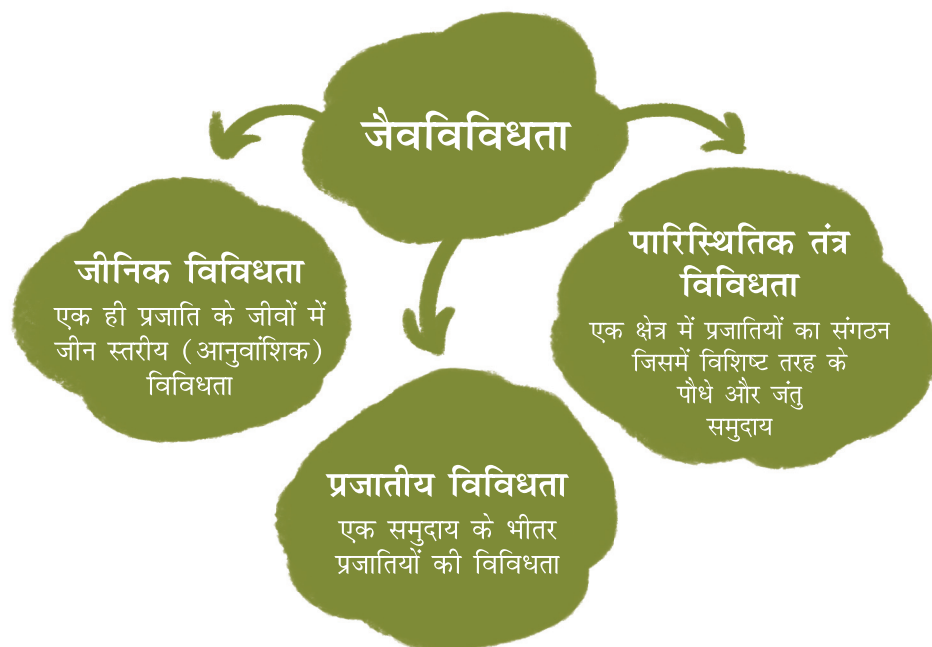 जैवविविधता
जीनिक विविधता
एक ही प्रजाति के जीवों में
जीन स्तरीय (आनुवांशिक)
विविधता
प्रजातीय विविधता
एक समुदाय के भीतर
प्रजातियों की विविधता
पारिस्थितिक तंत्र
विविधता
एक क्षेत्र में प्रजातियों का संगठन
जिसमें विशिष्ट तरह के
पौधे और जंतु
समुदाय